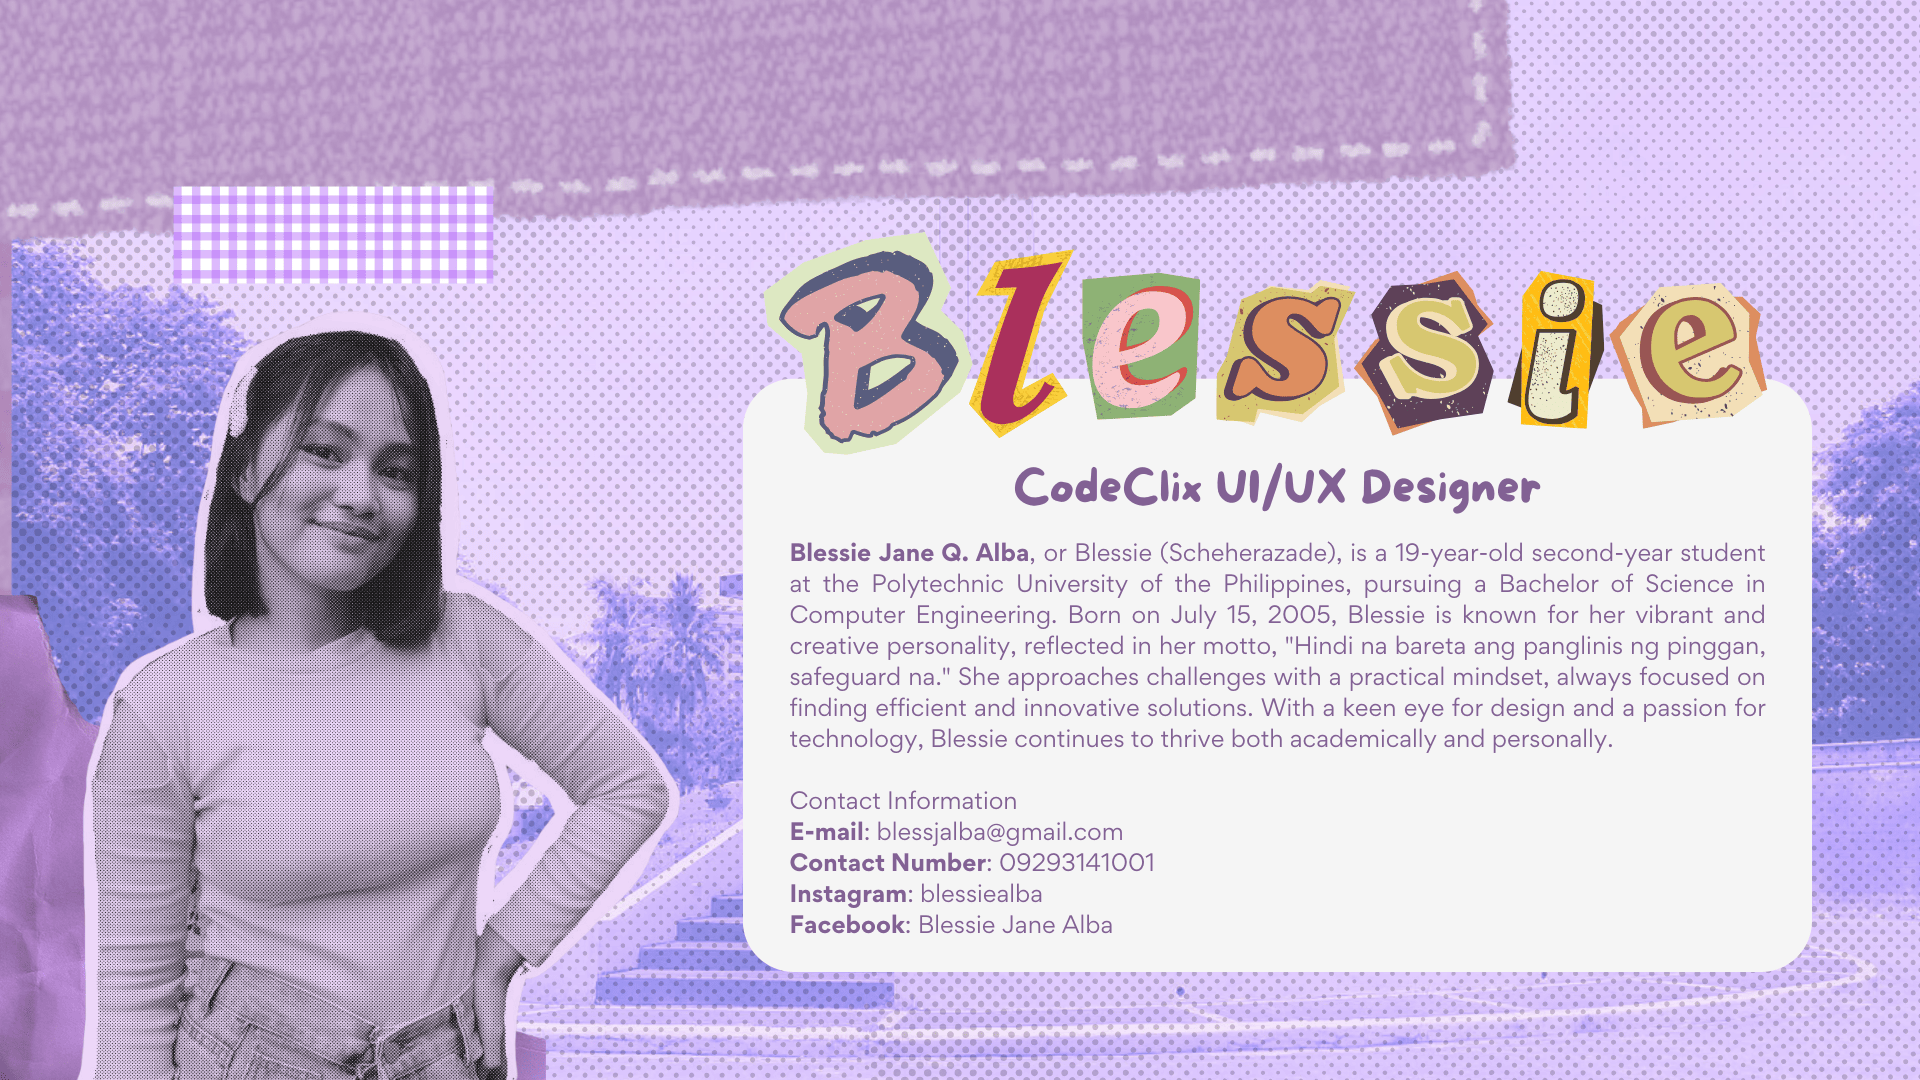 Blessie
CodeClix UI/UX Designer
Blessie Jane Q. Alba, or Blessie (Scheherazade), is a 19-year-old second-year student
at the Polytechnic University of the Philippines, pursuing a Bachelor of Science in
Computer Engineering. Born on July 15, 2005, Blessie is known for her vibrant and
creative personality, reflected in her motto, "Hindi na bareta ang panglinis ng pinggan,
safeguard na." She approaches challenges with a practical mindset, always focused on
finding efficient and innovative solutions. With a keen eye for design and a passion for
technology, Blessie continues to thrive both academically and personally.
Contact Information
E-mail: blessjalba@gmail.com
Contact Number: 09293141001
Instagram: blessiealba
Facebook: Blessie Jane Alba